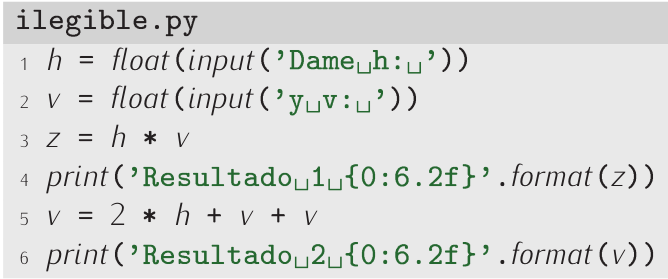 ilegible.py
1 h = float(input('Dame␣h:␣'))
2 v = float(input('y␣v:␣'))
3 z = h * v
4 print('Resultado␣1␣{0:6.2f}'.format(z))
5 v = 2 * h + v + v
6 print('Resultado␣2␣{0:6.2f}'.format(v))